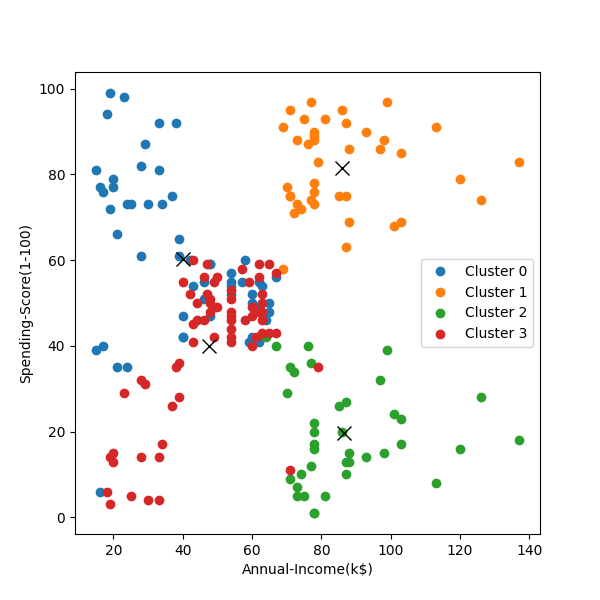 100
80
60
40
20
0
Spending-Score(1-100)
Cluster 0
Cluster 1
Cluster 2
Cluster 3
20 40 60 80 100 120 140
Annual-Income(k$)